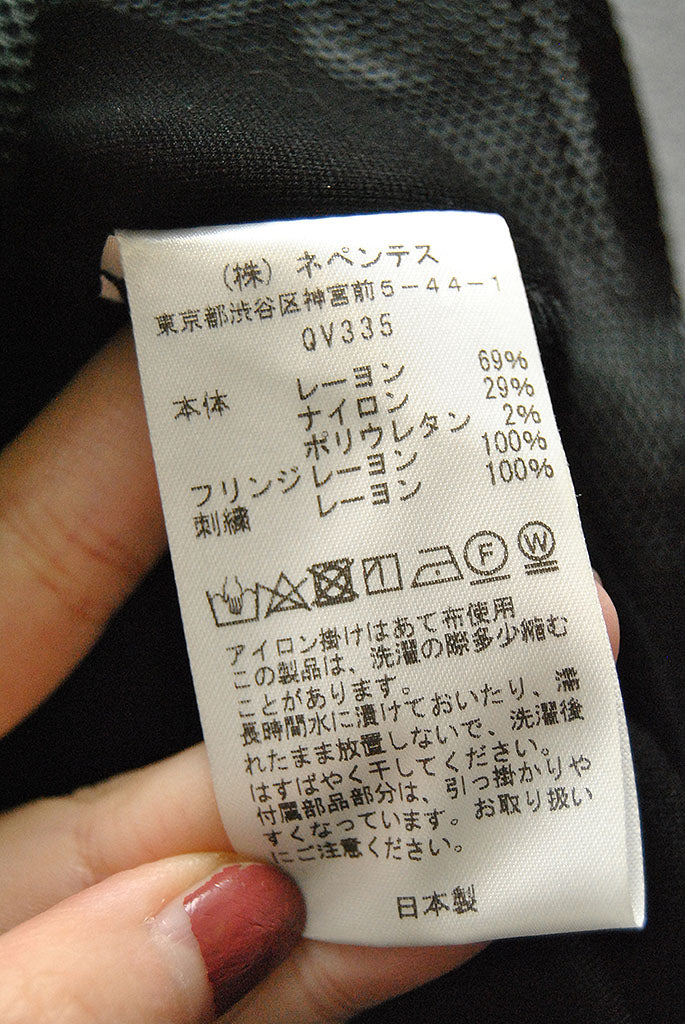 （株）ネペンテス
東京都渋谷区神宮前5-44-1
QV335
本体 レーヨン 69%
ナイロン 29%
ポリウレタン 2%
フリンジ レーヨン 100%
刺繍 レーヨン 100%
F W
アイロン掛けはあて布使用
この製品は、洗濯の際多少縮む
ことがあります。
長時間水に漬けておいたり、濡
れたまま放置しないで、洗濯後
はすばやく干してください。
付属部品部分は、引っ掛かりや
すくなっています。お取り扱い
にご注意ください。
日本製